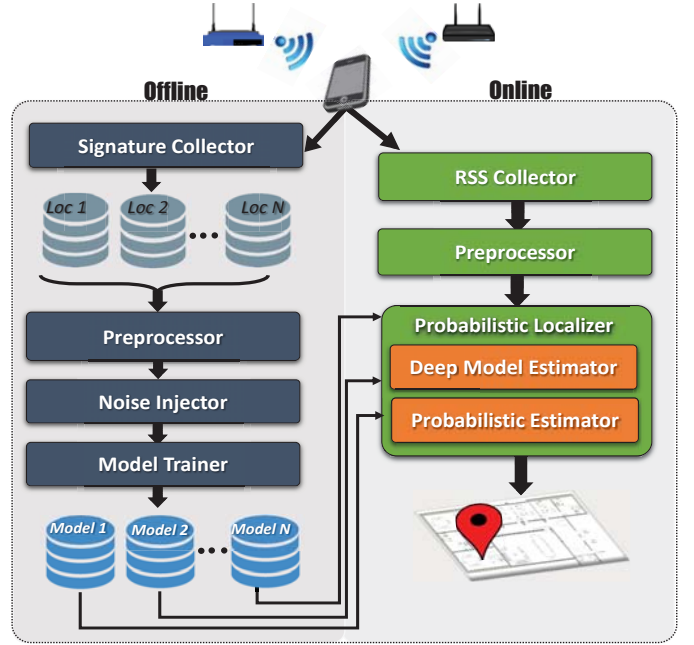 Offline
Online
Signature Collector
Loc 1
Loc 2
...
Loc N
Preprocessor
Noise Injector
Model Trainer
Model 1
Model 2
...
Model N
RSS Collector
Preprocessor
Probabilistic Localizer
Deep Model Estimator
Probabilistic Estimator